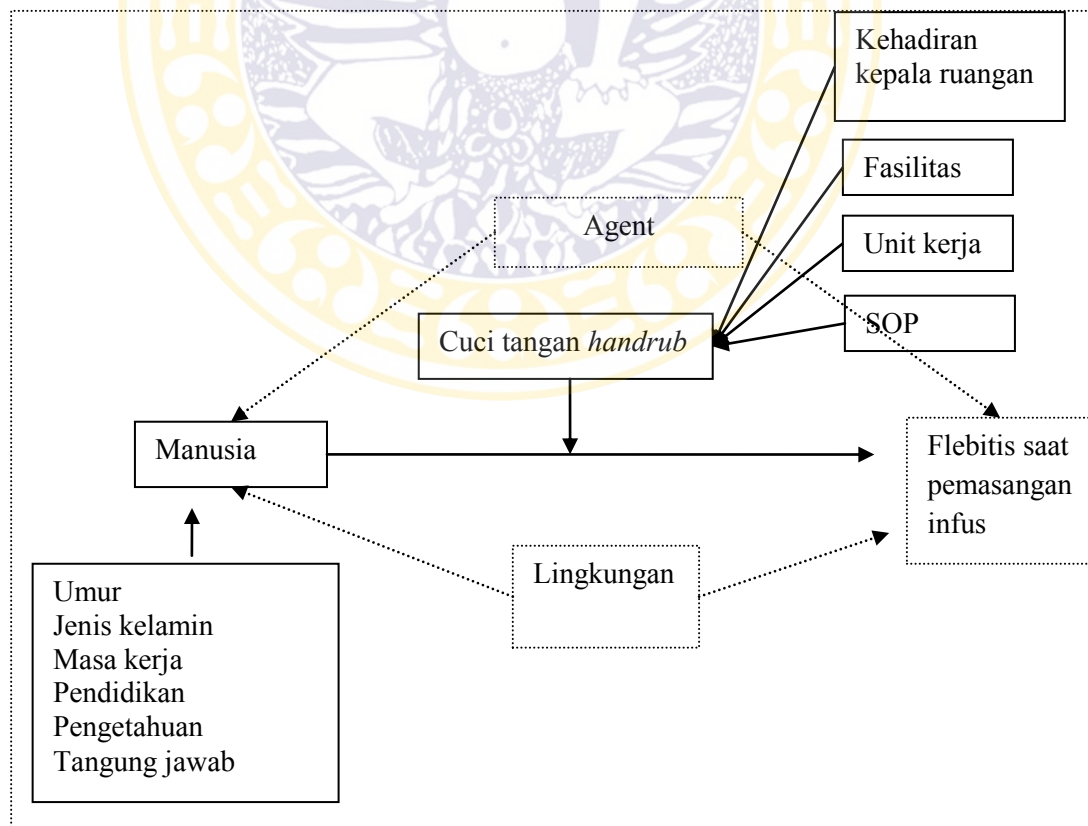 Kehadiran
kepala ruangan
Fasilitas
Agent
Unit kerja
SOP
Cuci tangan handrub
Manusia
Flebitis saat
pemasangan
infus
Lingkungan
Umur
Jenis kelamin
Masa kerja
Pendidikan
Pengetahuan
Tangung jawab